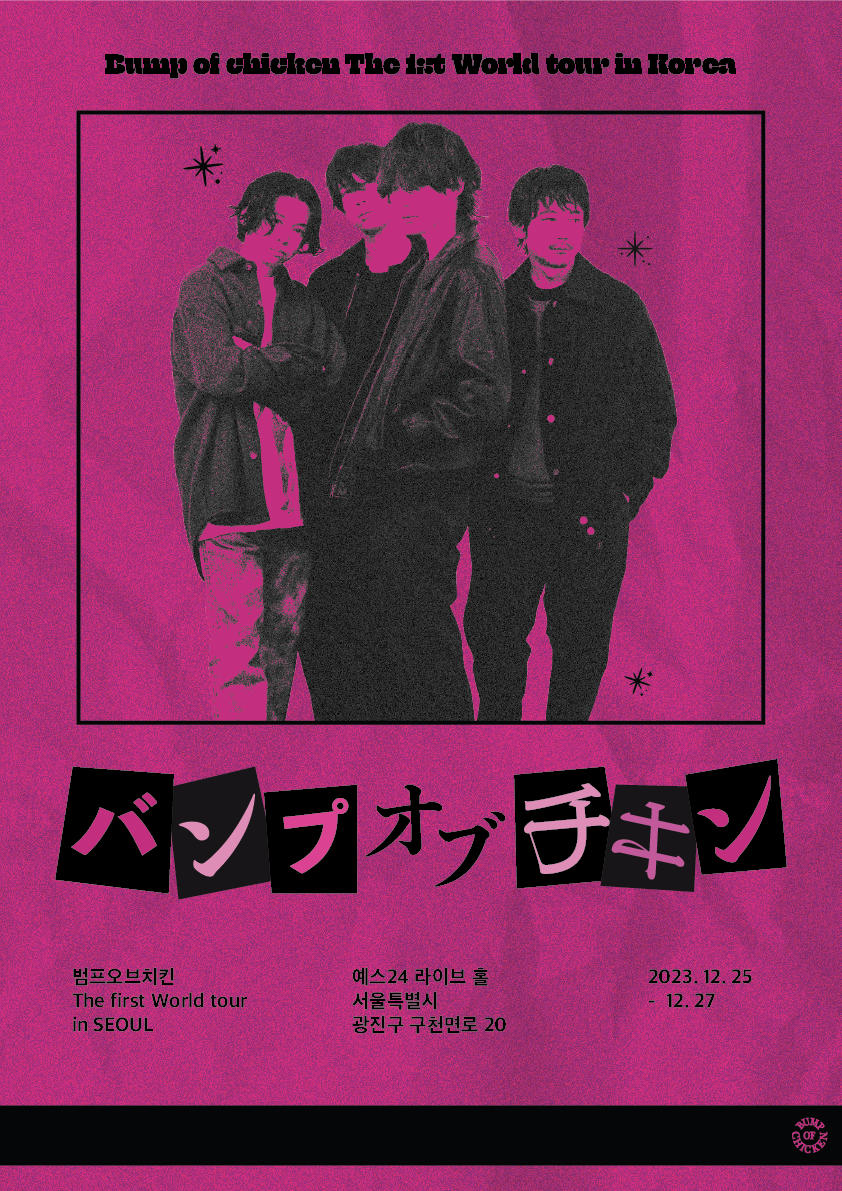 Bump of chicken The 1st World tour in Korea
バンプオブチキン
범프오브치킨
The first World tour
in SEOUL
예스24 라이브 홀
서울특별시
광진구 구천면로 20
2023. 12. 25
- 12. 27
BUMP
OF
CHICKEN